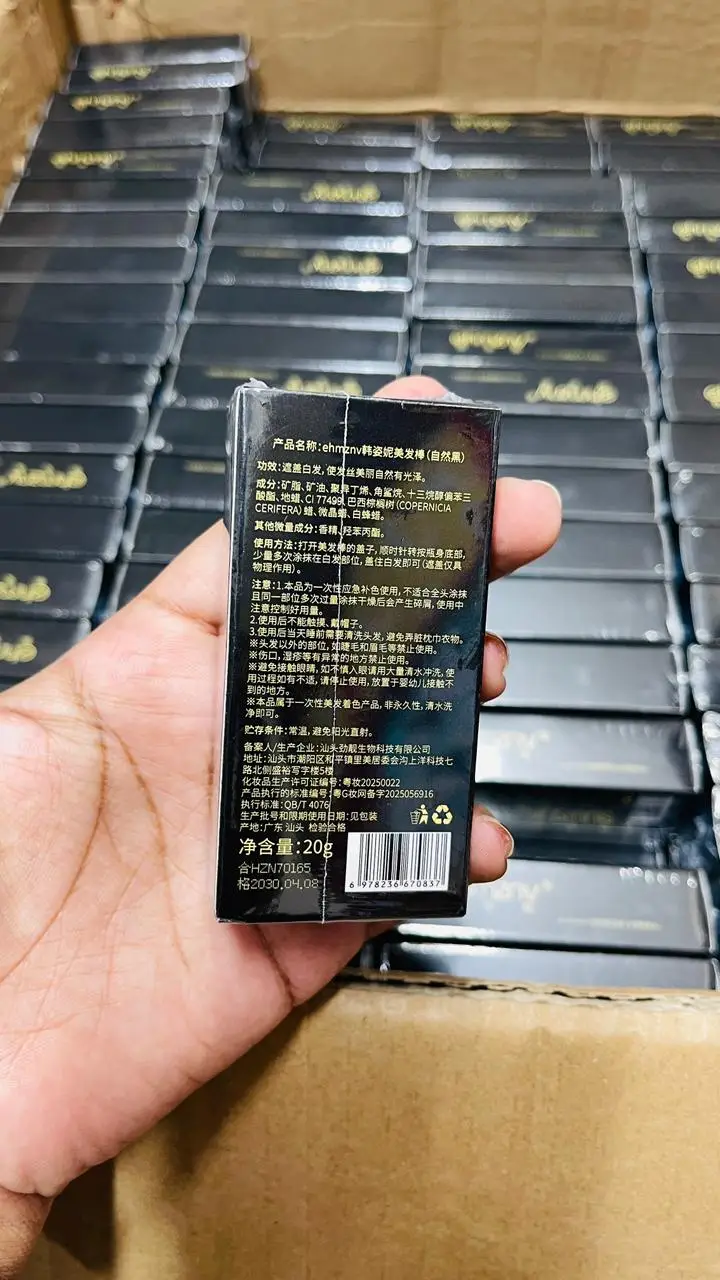 产品名称:ehmznv韩姿妮美发棒(自然黑)
功效:遮盖白发,使发丝美丽自然有光泽。
成分:矿脂、矿油、聚异丁烯、角鲨烷、十三烷醇偏苯三
酸酯、地蜡、CI 77499、巴西棕榈树(COPERNICIA
CERIFERA)蜡、微晶蜡、白蜂蜡。
其他微量成分:香精、羟苯丙酯。
使用方法:打开美发棒的盖子,顺时针转按瓶身底部,
少量多次涂抹在白发部位,盖住白发即可(遮盖仅具
物理作用)。
注意:1.本品为一次性应急补色使用,不适合全头涂抹
且同一部位多次过量涂抹干燥后会产生碎屑,使用中
注意控制好用量。
2.使用后不能触摸、戴帽子。
3.使用后当天睡前需要清洗头发,避免弄脏枕巾衣物。
※头发以外的部位,如睫毛和眉毛等禁止使用。
※伤口,湿疹等有异常的地方禁止使用。
※避免接触眼睛,如不慎入眼请用大量清水冲洗,使
用过程如有不适,请停止使用,放置于婴幼儿接触不
到的地方。
※本品属于一次性美发着色产品,非永久性,清水洗
净即可。
贮存条件:常温,避免阳光直射。
备案人/生产企业:汕头劲靓生物科技有限公司
地址:汕头市潮阳区和平镇里美居委会沟上洋科技七
路北侧盛裕写字楼5楼
化妆品生产许可证编号:粤妆20250022
产品执行的标准编号:粤G妆网备字2025056916
执行标准:QB/T 4076
生产批号和限期使用日期:见包装
产地:广东 汕头 检验合格
净含量:20g
合HZN70165
格2030.04.08
6 978236 670837